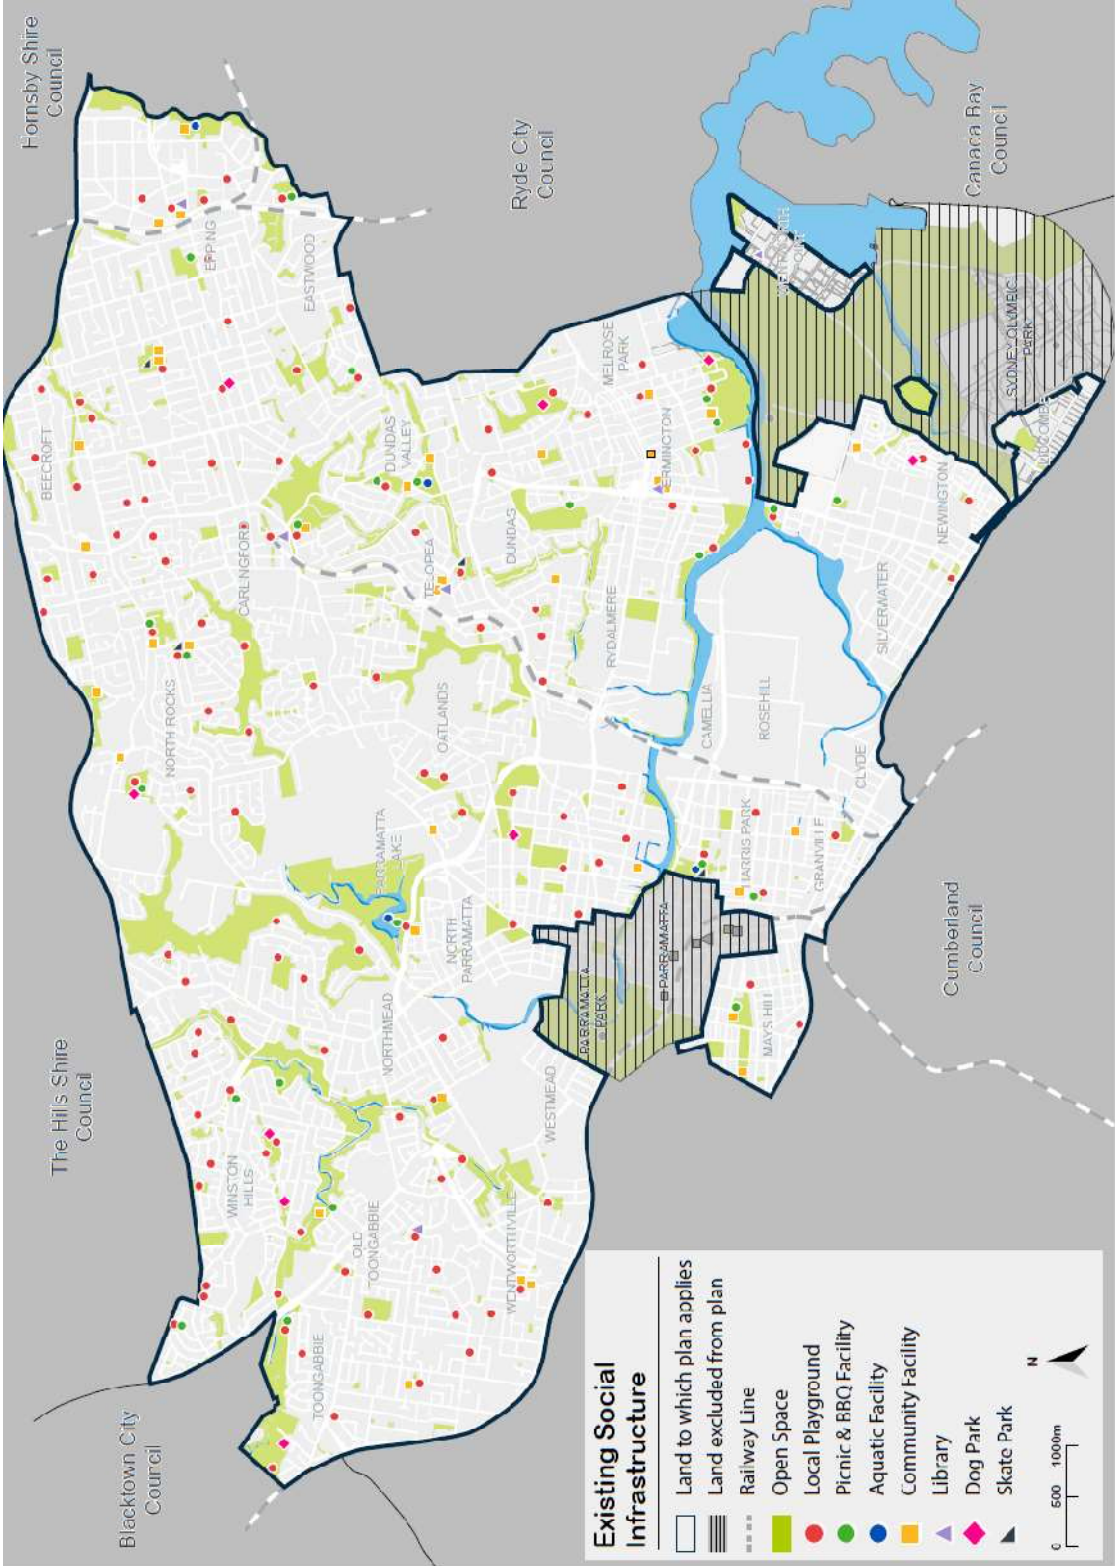 Hornsby Shire
Council
The Hills Shire
Council
Blacktown City
Council
Ryde City
Council
Canada Bay
Council
Cumberland
Council
BEECROFT
EPPING
EASTWOOD
CARLINGFORD
DUNDAS
VALLEY
TELOPEA
DUNDAS
MELROSE
PARK
ERMINGTON
RYDALMERE
NORTH ROCKS
OATLANDS
PARRAMATTA
LAKE
NORTH
PARRAMATTA
NORTHMEAD
WINSTON
HILLS
OLD
TOONGABBIE
TOONGABBIE
WENTWORTHVILLE
WESTMEAD
PARRAMATTA
PARK
PARRAMATTA
MAYS HILL
HARRIS PARK
GRANVILLE
CLYDE
ROSEHILL
CAMELLIA
SILVERWATER
NEWINGTON
SYDNEY OLYMPIC
PARK
LIDCOMBE
WENTWORTH
POINT
Existing Social
Infrastructure
Land to which plan applies
Land excluded from plan
Railway Line
Open Space
Local Playground
Picnic & BBQ Facility
Aquatic Facility
Community Facility
Library
Dog Park
Skate Park
N
0 500 1000m